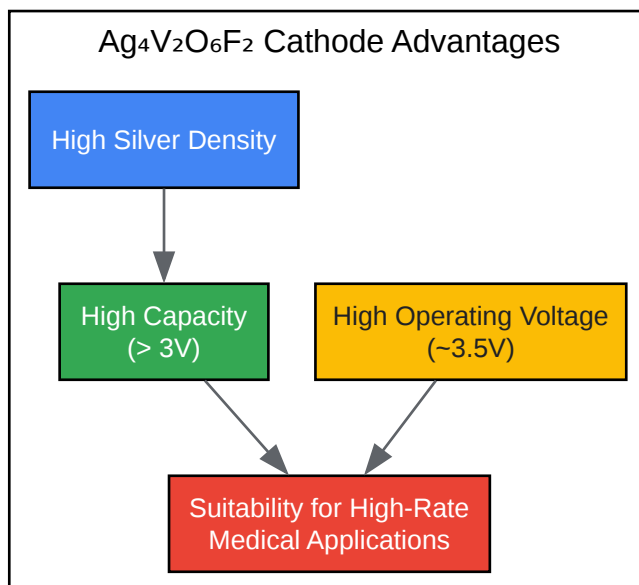 Ag₄V₂O₆F₂ Cathode Advantages
High Silver Density
High Capacity
(> 3V)
High Operating Voltage
(~3.5V)
Suitability for High-Rate
Medical Applications